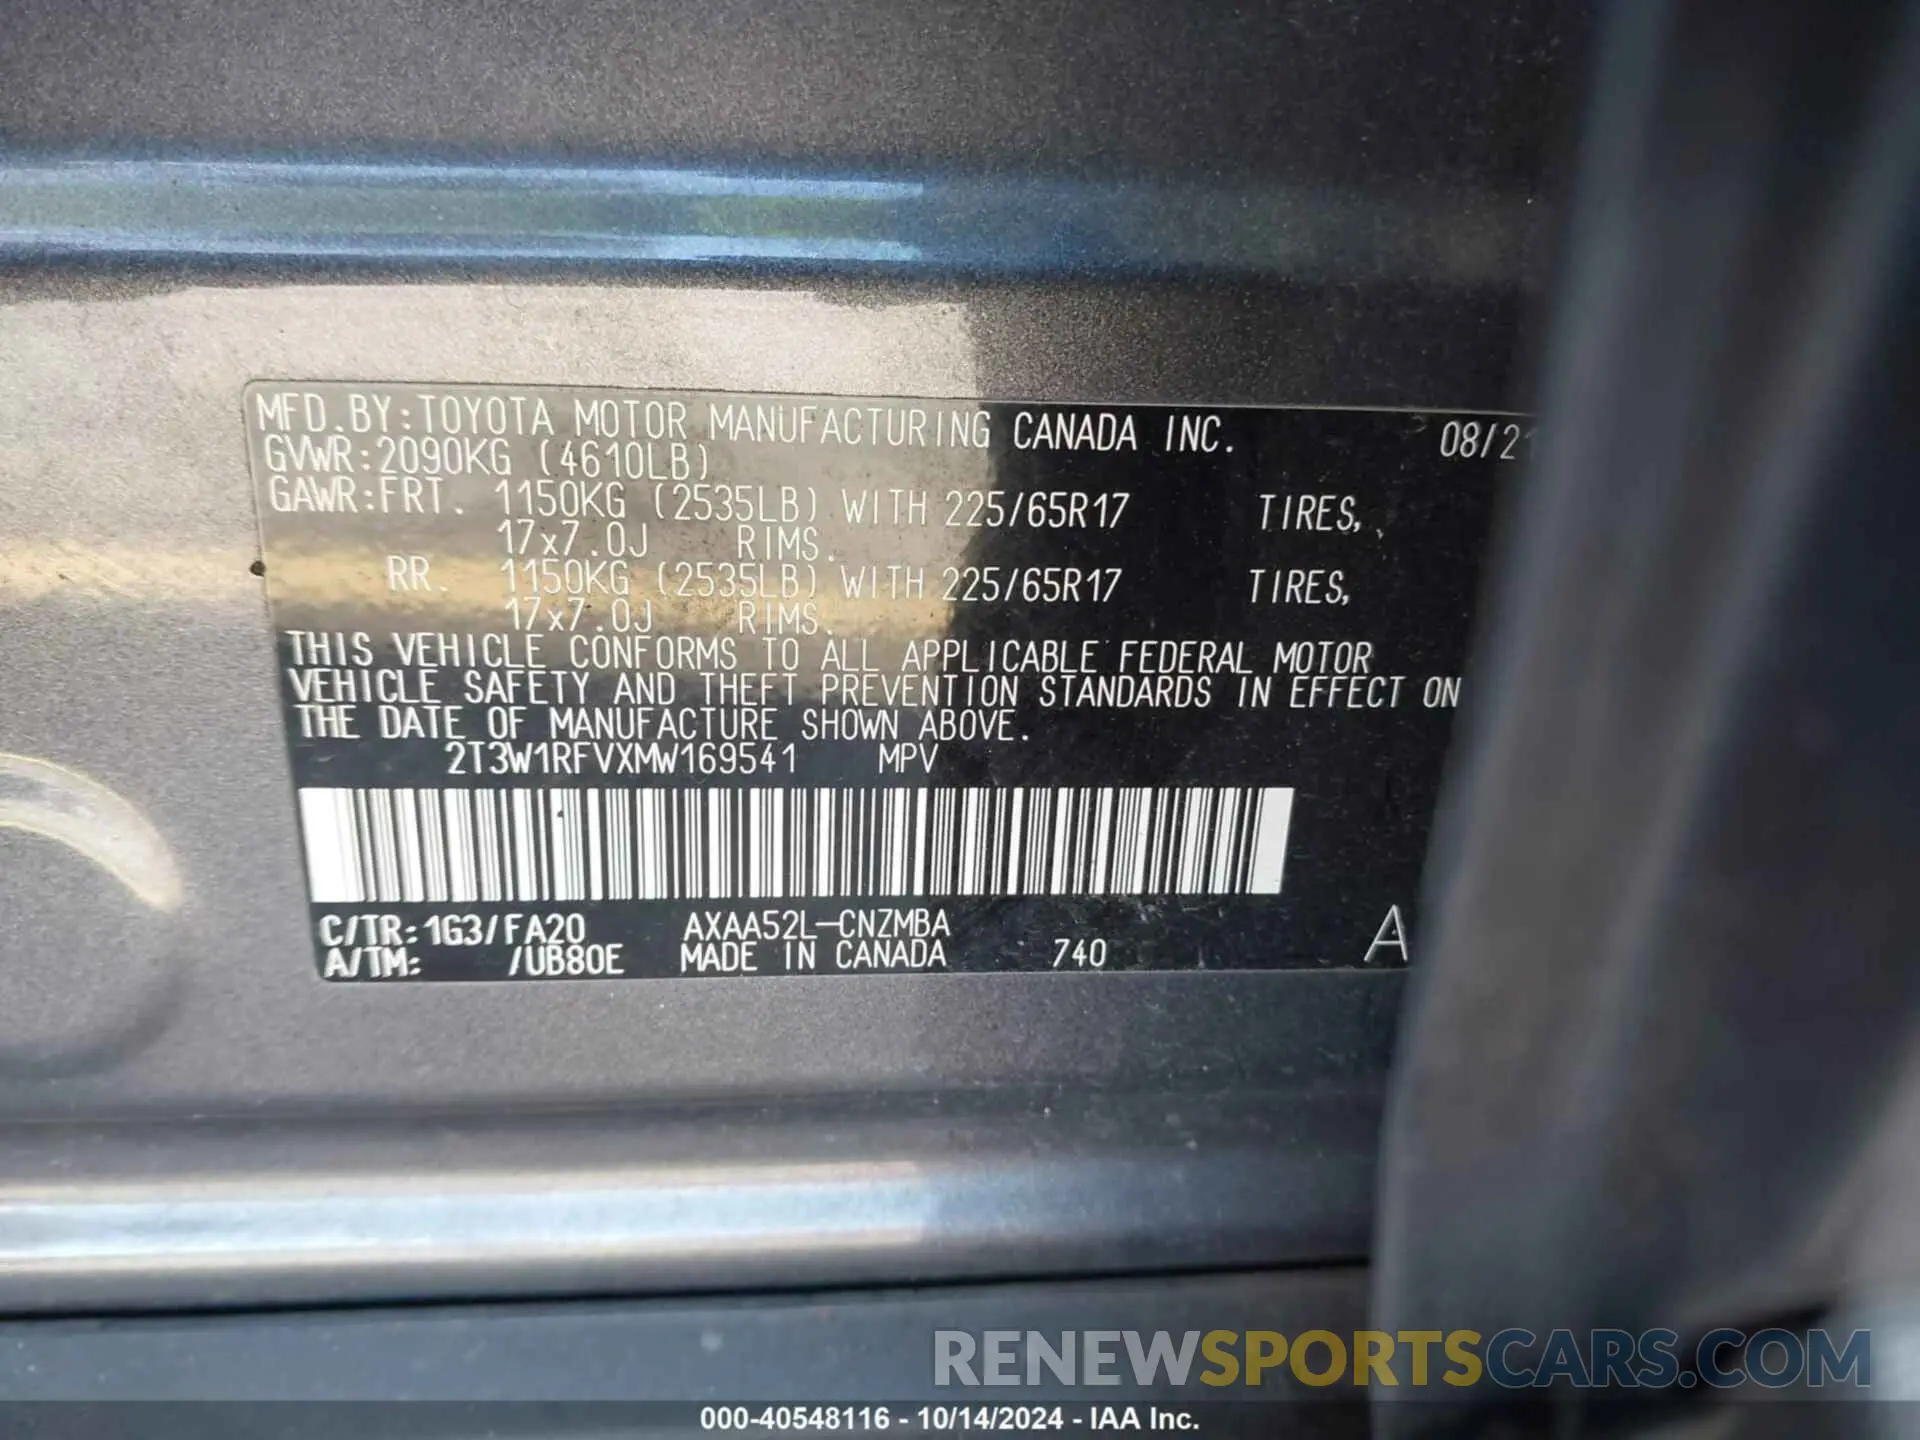 MFD.BY:TOYOTA MOTOR MANUFACTURING CANADA INC. 08/21
GVWR:2090KG (4610LB)
GAWR:FRT. 1150KG (2535LB) WITH 225/65R17 TIRES,
17x7.0J RIMS.
RR. 1150KG (2535LB) WITH 225/65R17 TIRES,
17x7.0J RIMS.
THIS VEHICLE CONFORMS TO ALL APPLICABLE FEDERAL MOTOR
VEHICLE SAFETY AND THEFT PREVENTION STANDARDS IN EFFECT ON
THE DATE OF MANUFACTURE SHOWN ABOVE.
2T3W1RFVXMW169541 MPV
C/TR:1G3/FA20 AXAA52L-CNZMBA
A/TM: /UB80E MADE IN CANADA 740 A
RENEWSPORTSCARS.COM
000-40548116 - 10/14/2024 - IAA Inc.